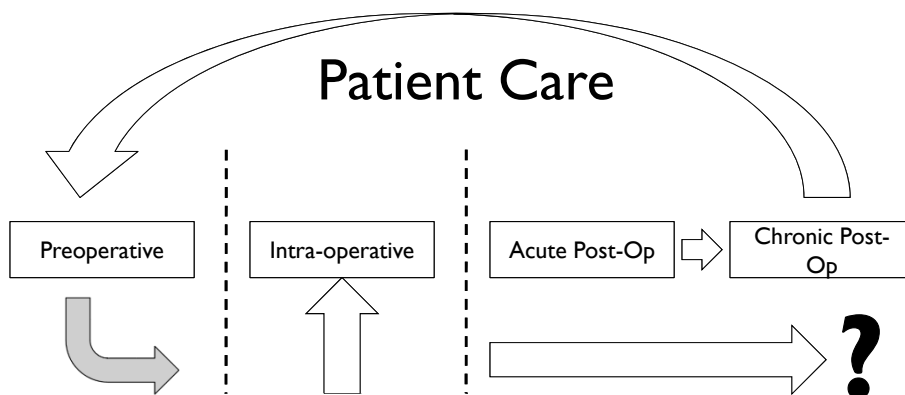 Patient Care
Preoperative
Intra-operative
Acute Post-Op
Chronic Post-
Op
?